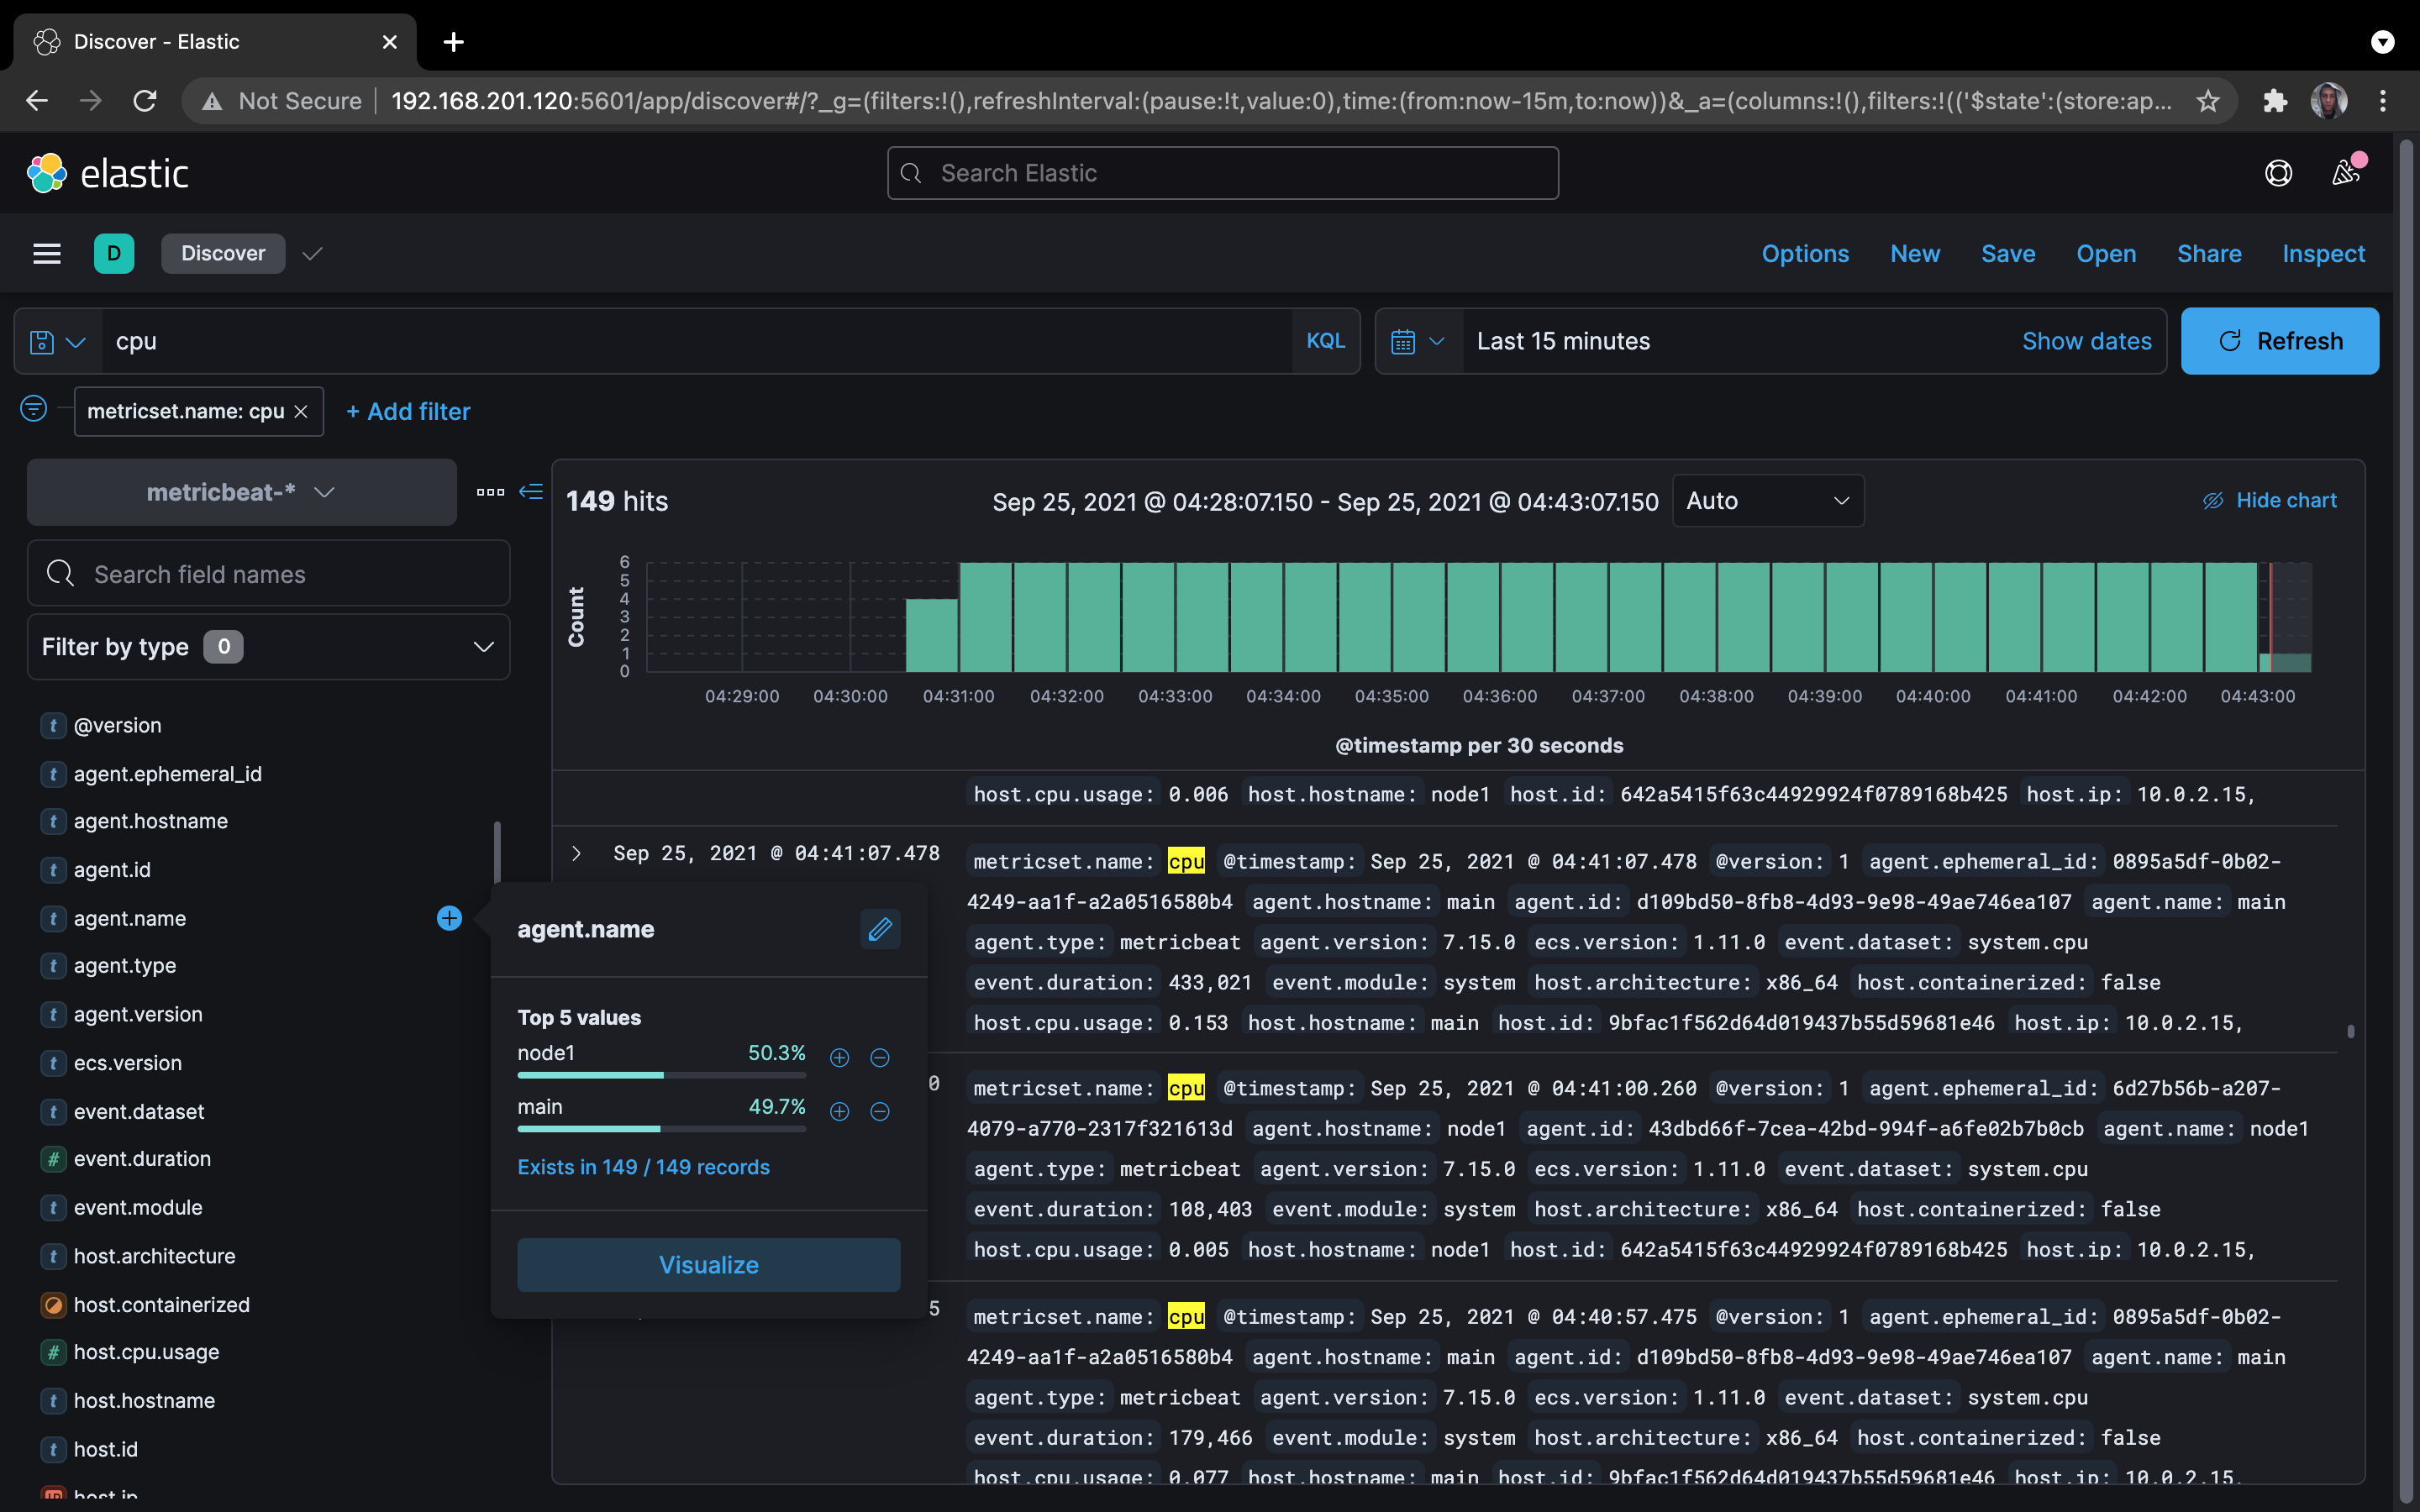 Discover - Elastic
Not Secure 192.168.201.120:5601/app/discover#/?_g=(filters:!(),refreshInterval:(pause:!t,value:0),time:(from:now-15m,to:now))&_a=(columns:!(),filters:!(('$state':(store:ap...
elastic
Search Elastic
D Discover Options New Save Open Share Inspect
cpu KQL Last 15 minutes Show dates Refresh
metricset.name: cpu + Add filter
metricbeat-*
149 hits Sep 25, 2021 @ 04:28:07.150 - Sep 25, 2021 @ 04:43:07.150 Auto Hide chart
Search field names
Filter by type 0
Count
6
5
4
3
2
1
0
04:29:00 04:30:00 04:31:00 04:32:00 04:33:00 04:34:00 04:35:00 04:36:00 04:37:00 04:38:00 04:39:00 04:40:00 04:41:00 04:42:00 04:43:00
@timestamp per 30 seconds
t @version
t agent.ephemeral_id
t agent.hostname
t agent.id
t agent.name
t agent.type
t agent.version
t ecs.version
t event.dataset
# event.duration
t event.module
t host.architecture
host.containerized
# host.cpu.usage
t host.hostname
t host.id
host.ip
agent.name
Top 5 values
node1 50.3%
main 49.7%
Exists in 149 / 149 records
Visualize
host.cpu.usage: 0.006 host.hostname: node1 host.id: 642a5415f63c44929924f0789168b425 host.ip: 10.0.2.15,
Sep 25, 2021 @ 04:41:07.478 metricset.name: cpu @timestamp: Sep 25, 2021 @ 04:41:07.478 @version: 1 agent.ephemeral_id: 0895a5df-0b02-
4249-aa1f-a2a0516580b4 agent.hostname: main agent.id: d109bd50-8fb8-4d93-9e98-49ae746ea107 agent.name: main
agent.type: metricbeat agent.version: 7.15.0 ecs.version: 1.11.0 event.dataset: system.cpu
event.duration: 433,021 event.module: system host.architecture: x86_64 host.containerized: false
host.cpu.usage: 0.153 host.hostname: main host.id: 9bfac1f562d64d019437b55d59681e46 host.ip: 10.0.2.15,
0 metricset.name: cpu @timestamp: Sep 25, 2021 @ 04:41:00.260 @version: 1 agent.ephemeral_id: 6d27b56b-a207-
4079-a770-2317f321613d agent.hostname: node1 agent.id: 43dbd66f-7cea-42bd-994f-a6fe02b7b0cb agent.name: node1
agent.type: metricbeat agent.version: 7.15.0 ecs.version: 1.11.0 event.dataset: system.cpu
event.duration: 108,403 event.module: system host.architecture: x86_64 host.containerized: false
host.cpu.usage: 0.005 host.hostname: node1 host.id: 642a5415f63c44929924f0789168b425 host.ip: 10.0.2.15,
5 metricset.name: cpu @timestamp: Sep 25, 2021 @ 04:40:57.475 @version: 1 agent.ephemeral_id: 0895a5df-0b02-
4249-aa1f-a2a0516580b4 agent.hostname: main agent.id: d109bd50-8fb8-4d93-9e98-49ae746ea107 agent.name: main
agent.type: metricbeat agent.version: 7.15.0 ecs.version: 1.11.0 event.dataset: system.cpu
event.duration: 179,466 event.module: system host.architecture: x86_64 host.containerized: false
host.cpu.usage: 0.077 host.hostname: main host.id: 9bfac1f562d64d019437b55d59681e46 host.ip: 10.0.2.15,